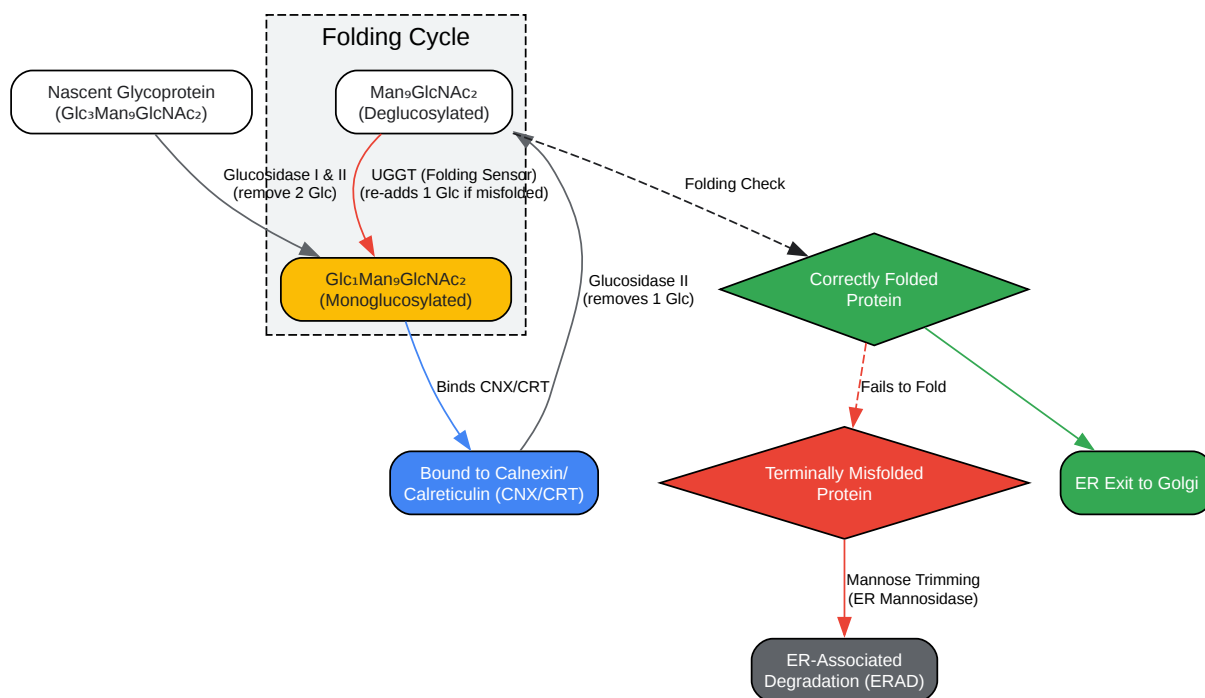 Folding Cycle
Nascent Glycoprotein
(Glc₃Man₉GlcNAc₂)
Man₉GlcNAc₂
(Deglucosylated)
Glucosidase I & II
(remove 2 Glc)
UGGT (Folding Sensor)
(re-adds 1 Glc if misfolded)
Folding Check
Glc₁Man₉GlcNAc₂
(Monoglucosylated)
Glucosidase II
(removes 1 Glc)
Correctly Folded
Protein
Binds CNX/CRT
Fails to Fold
Bound to Calnexin/
Calreticulin (CNX/CRT)
Terminally Misfolded
Protein
ER Exit to Golgi
Mannose Trimming
(ER Mannosidase)
ER-Associated
Degradation (ERAD)